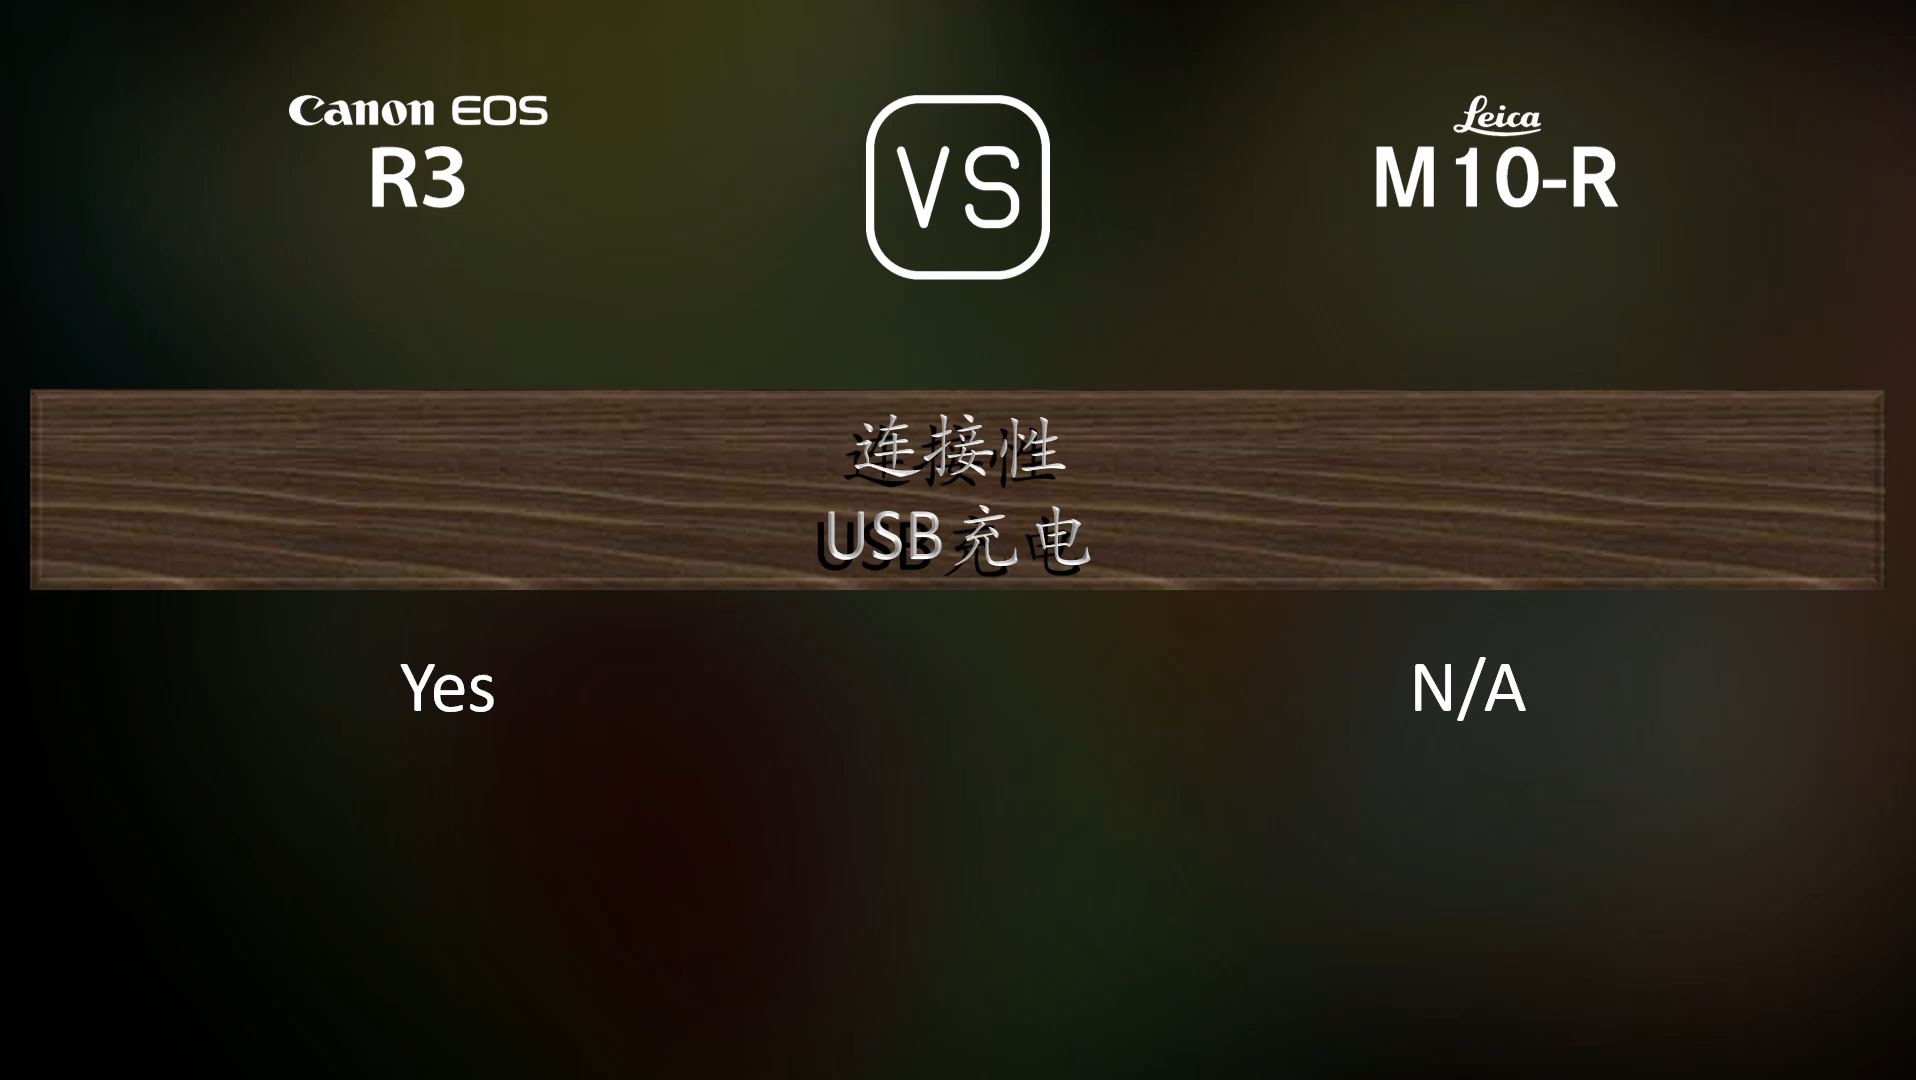 Canon EOS
R3
VS
Leica
M10-R
连接性
USB充电
Yes
N/A